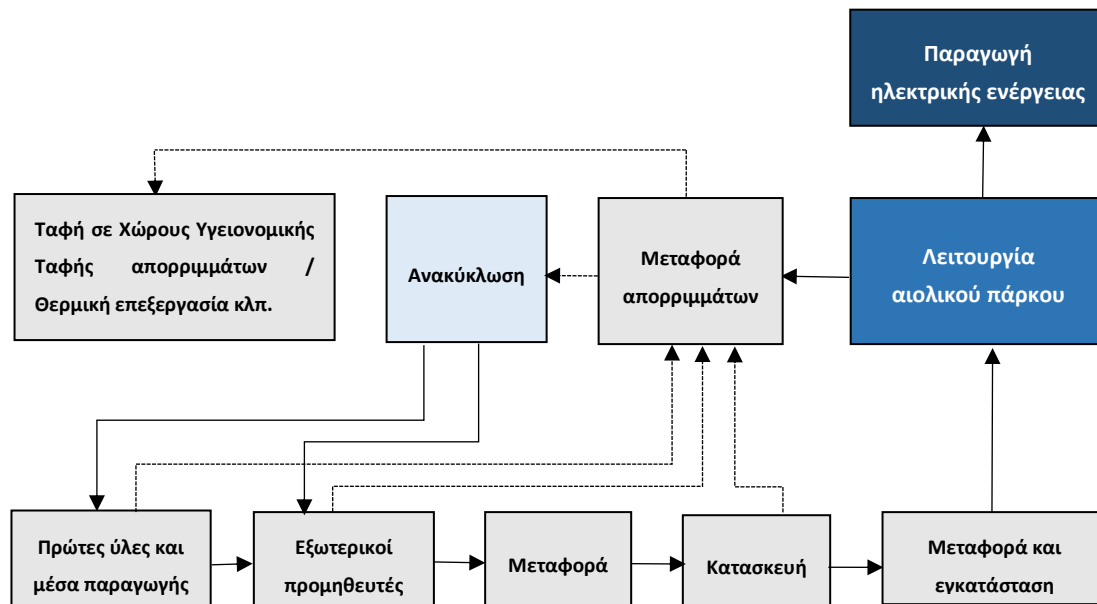 Παραγωγή
ηλεκτρικής ενέργειας
Ταφή σε Χώρους Υγειονομικής
Ταφής απορριμμάτων /
Θερμική επεξεργασία κλπ.
Ανακύκλωση
Μεταφορά
απορριμμάτων
Λειτουργία
αιολικού πάρκου
Πρώτες ύλες και
μέσα παραγωγής
Εξωτερικοί
προμηθευτές
Μεταφορά
Κατασκευή
Μεταφορά και
εγκατάσταση